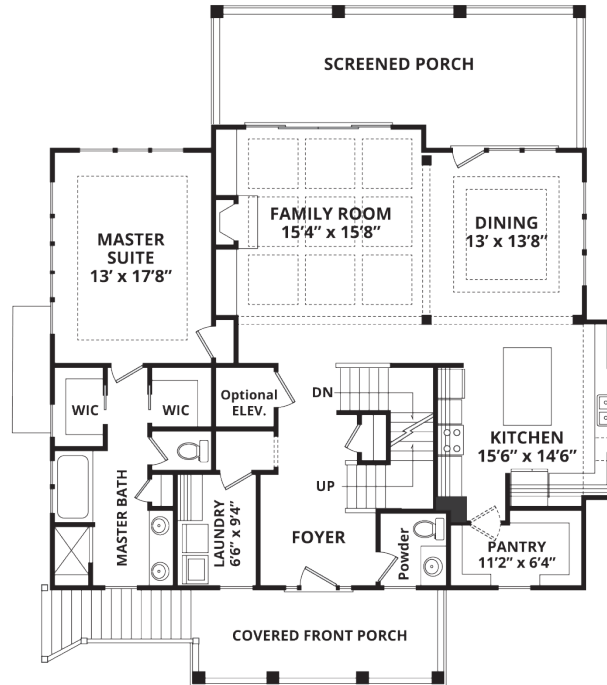 SCREENED PORCH
FAMILY ROOM
15'4" x 15'8"
DINING
13' x 13'8"
MASTER
SUITE
13' x 17'8"
WIC
WIC
Optional
ELEV.
DN
UP
KITCHEN
15'6" x 14'6"
MASTER BATH
LAUNDRY
6'6" x 9'4"
FOYER
Powder
PANTRY
11'2" x 6'4"
COVERED FRONT PORCH